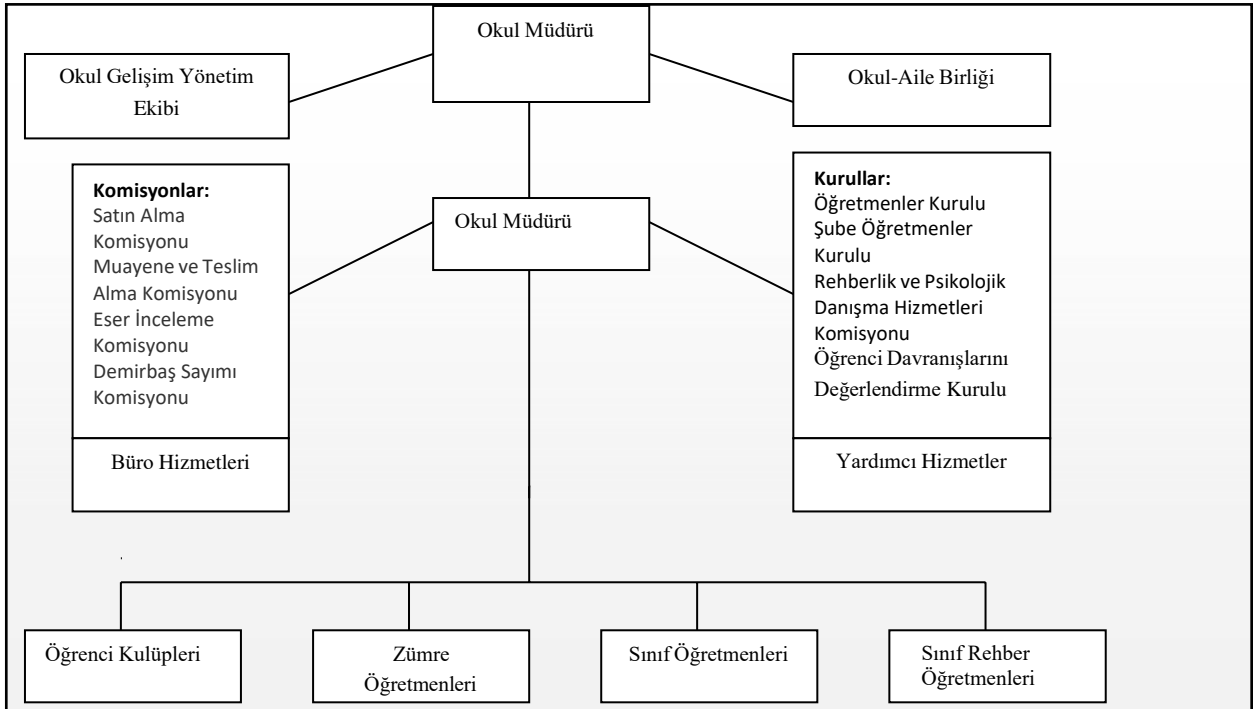 Okul Müdürü
Okul Gelişim Yönetim
Ekibi
Okul-Aile Birliği
Komisyonlar:
Satın Alma
Komisyonu
Muayene ve Teslim
Alma Komisyonu
Eser İnceleme
Komisyonu
Demirbaş Sayımı
Komisyonu
Okul Müdürü
Kurullar:
Öğretmenler Kurulu
Şube Öğretmenler
Kurulu
Rehberlik ve Psikolojik
Danışma Hizmetleri
Komisyonu
Öğrenci Davranışlarını
Değerlendirme Kurulu
Büro Hizmetleri
Yardımcı Hizmetler
Öğrenci Kulüpleri
Zümre
Öğretmenleri
Sınıf Öğretmenleri
Sınıf Rehber
Öğretmenleri